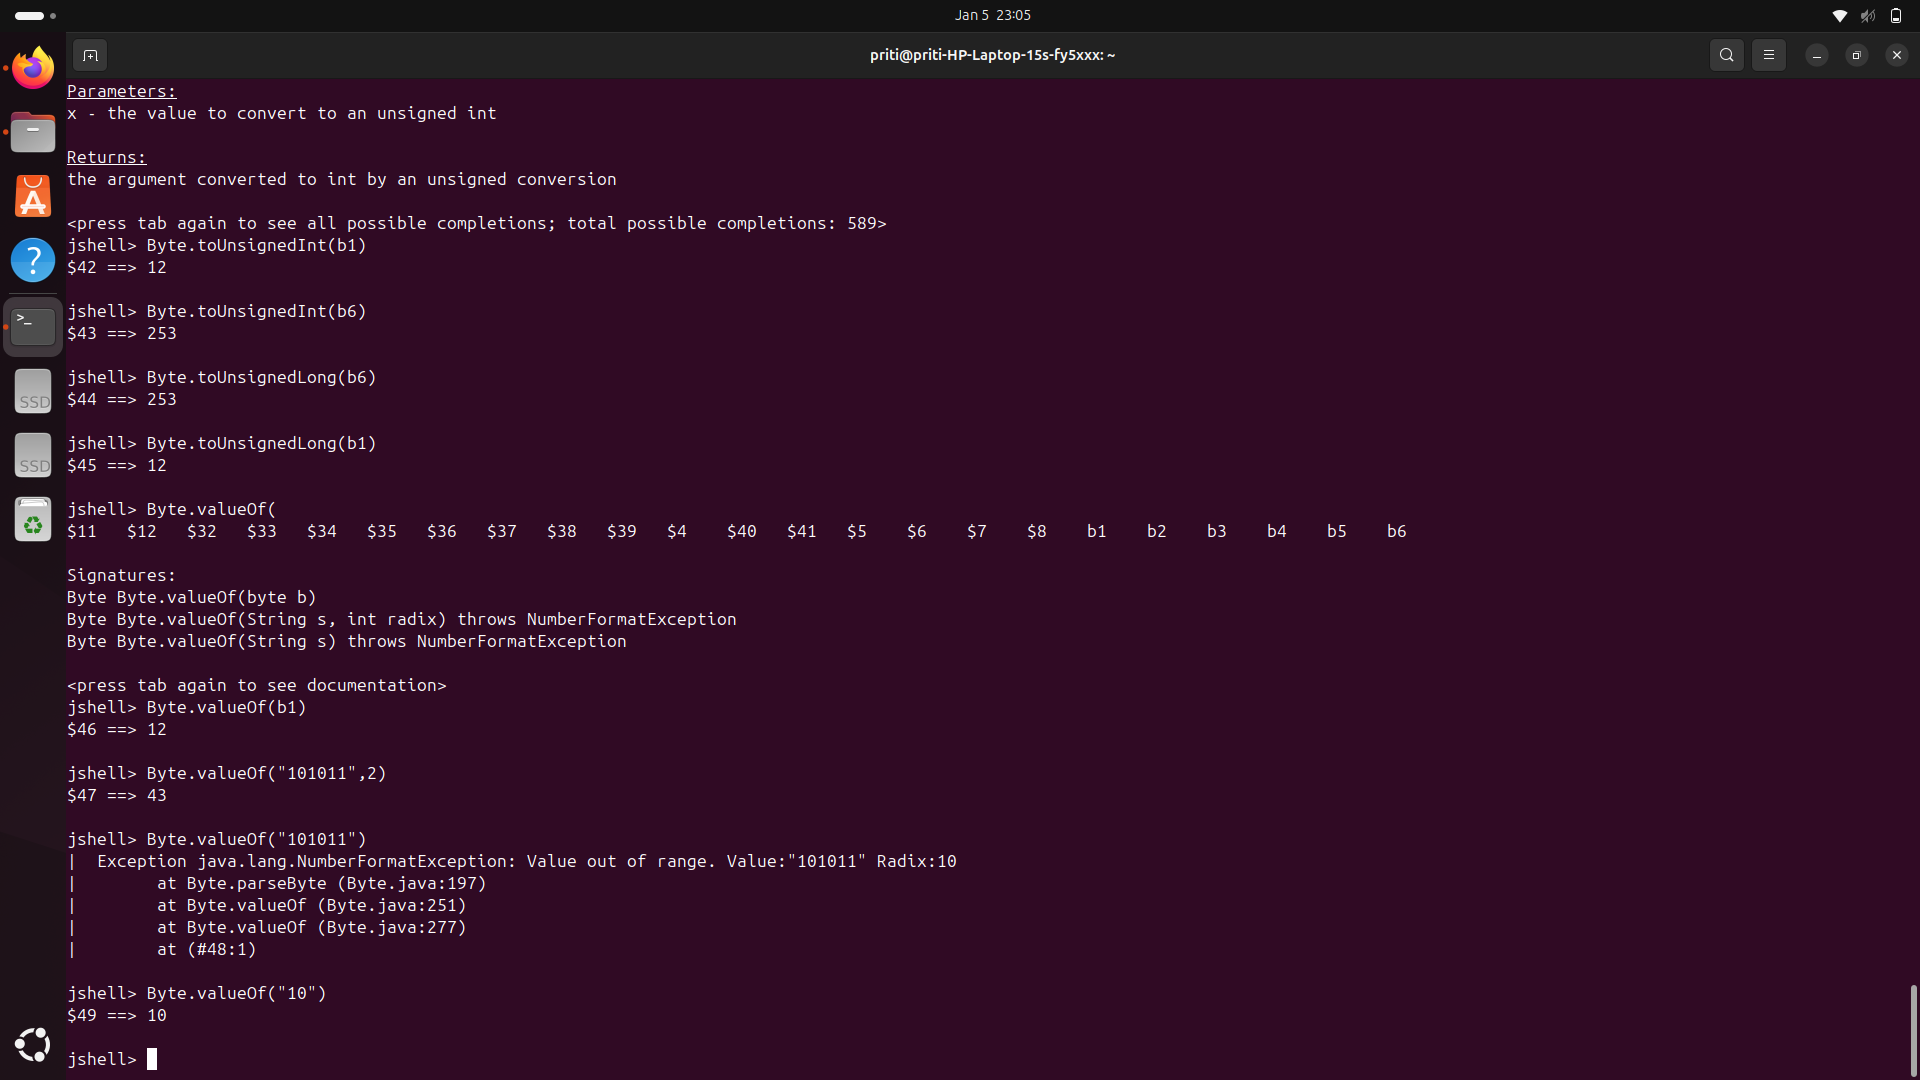 Jan 5 23:05
priti@priti-HP-Laptop-15s-fy5xxx: ~
Parameters:
x - the value to convert to an unsigned int
Returns:
the argument converted to int by an unsigned conversion
<press tab again to see all possible completions; total possible completions: 589>
jshell> Byte.toUnsignedInt(b1)
$42 ==> 12
jshell> Byte.toUnsignedInt(b6)
$43 ==> 253
jshell> Byte.toUnsignedLong(b6)
$44 ==> 253
jshell> Byte.toUnsignedLong(b1)
$45 ==> 12
jshell> Byte.valueOf(
$11   $12   $32   $33   $34   $35   $36   $37   $38   $39   $4    $40   $41   $5    $6    $7    $8    b1    b2    b3    b4    b5    b6
Signatures:
Byte Byte.valueOf(byte b)
Byte Byte.valueOf(String s, int radix) throws NumberFormatException
Byte Byte.valueOf(String s) throws NumberFormatException
<press tab again to see documentation>
jshell> Byte.valueOf(b1)
$46 ==> 12
jshell> Byte.valueOf("101011",2)
$47 ==> 43
jshell> Byte.valueOf("101011")
|  Exception java.lang.NumberFormatException: Value out of range. Value:"101011" Radix:10
|        at Byte.parseByte (Byte.java:197)
|        at Byte.valueOf (Byte.java:251)
|        at Byte.valueOf (Byte.java:277)
|        at (#48:1)
jshell> Byte.valueOf("10")
$49 ==> 10
jshell>
>_
SSD
SSD